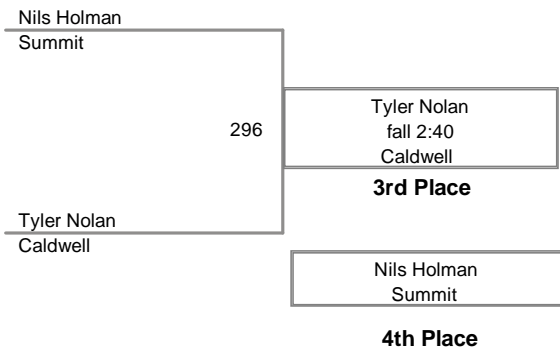 Nils Holman
Summit
296
Tyler Nolan
fall 2:40
Caldwell
3rd Place
Tyler Nolan
Caldwell
Nils Holman
Summit
4th Place